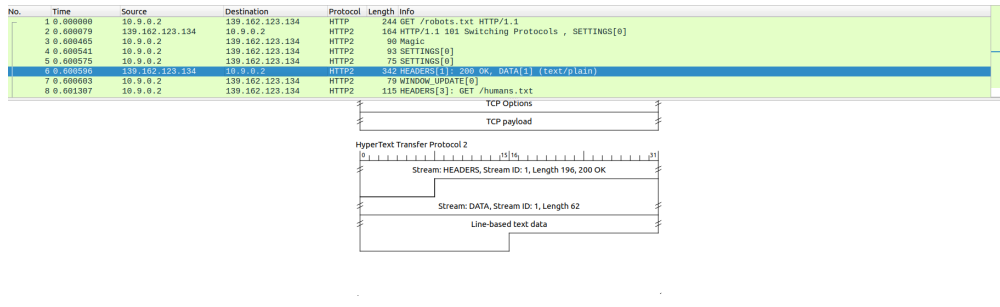 No. Time Source Destination Protocol Length Info
1 0.000000 10.9.0.2 139.162.123.134 HTTP 244 GET /robots.txt HTTP/1.1
2 0.600079 139.162.123.134 10.9.0.2 HTTP2 164 HTTP/1.1 101 Switching Protocols , SETTINGS[0]
3 0.600465 10.9.0.2 139.162.123.134 HTTP2 90 Magic
4 0.600541 10.9.0.2 139.162.123.134 HTTP2 93 SETTINGS[0]
5 0.600575 10.9.0.2 139.162.123.134 HTTP2 75 SETTINGS[0]
6 0.600596 139.162.123.134 10.9.0.2 HTTP2 342 HEADERS[1]: 200 OK, DATA[1] (text/plain)
7 0.600603 10.9.0.2 139.162.123.134 HTTP2 79 WINDOW_UPDATE[0]
8 0.601307 10.9.0.2 139.162.123.134 HTTP2 115 HEADERS[3]: GET /humans.txt
TCP Options
TCP payload
HyperText Transfer Protocol 2
0 15 16 31
Stream: HEADERS, Stream ID: 1, Length 196, 200 OK
Stream: DATA, Stream ID: 1, Length 62
Line-based text data